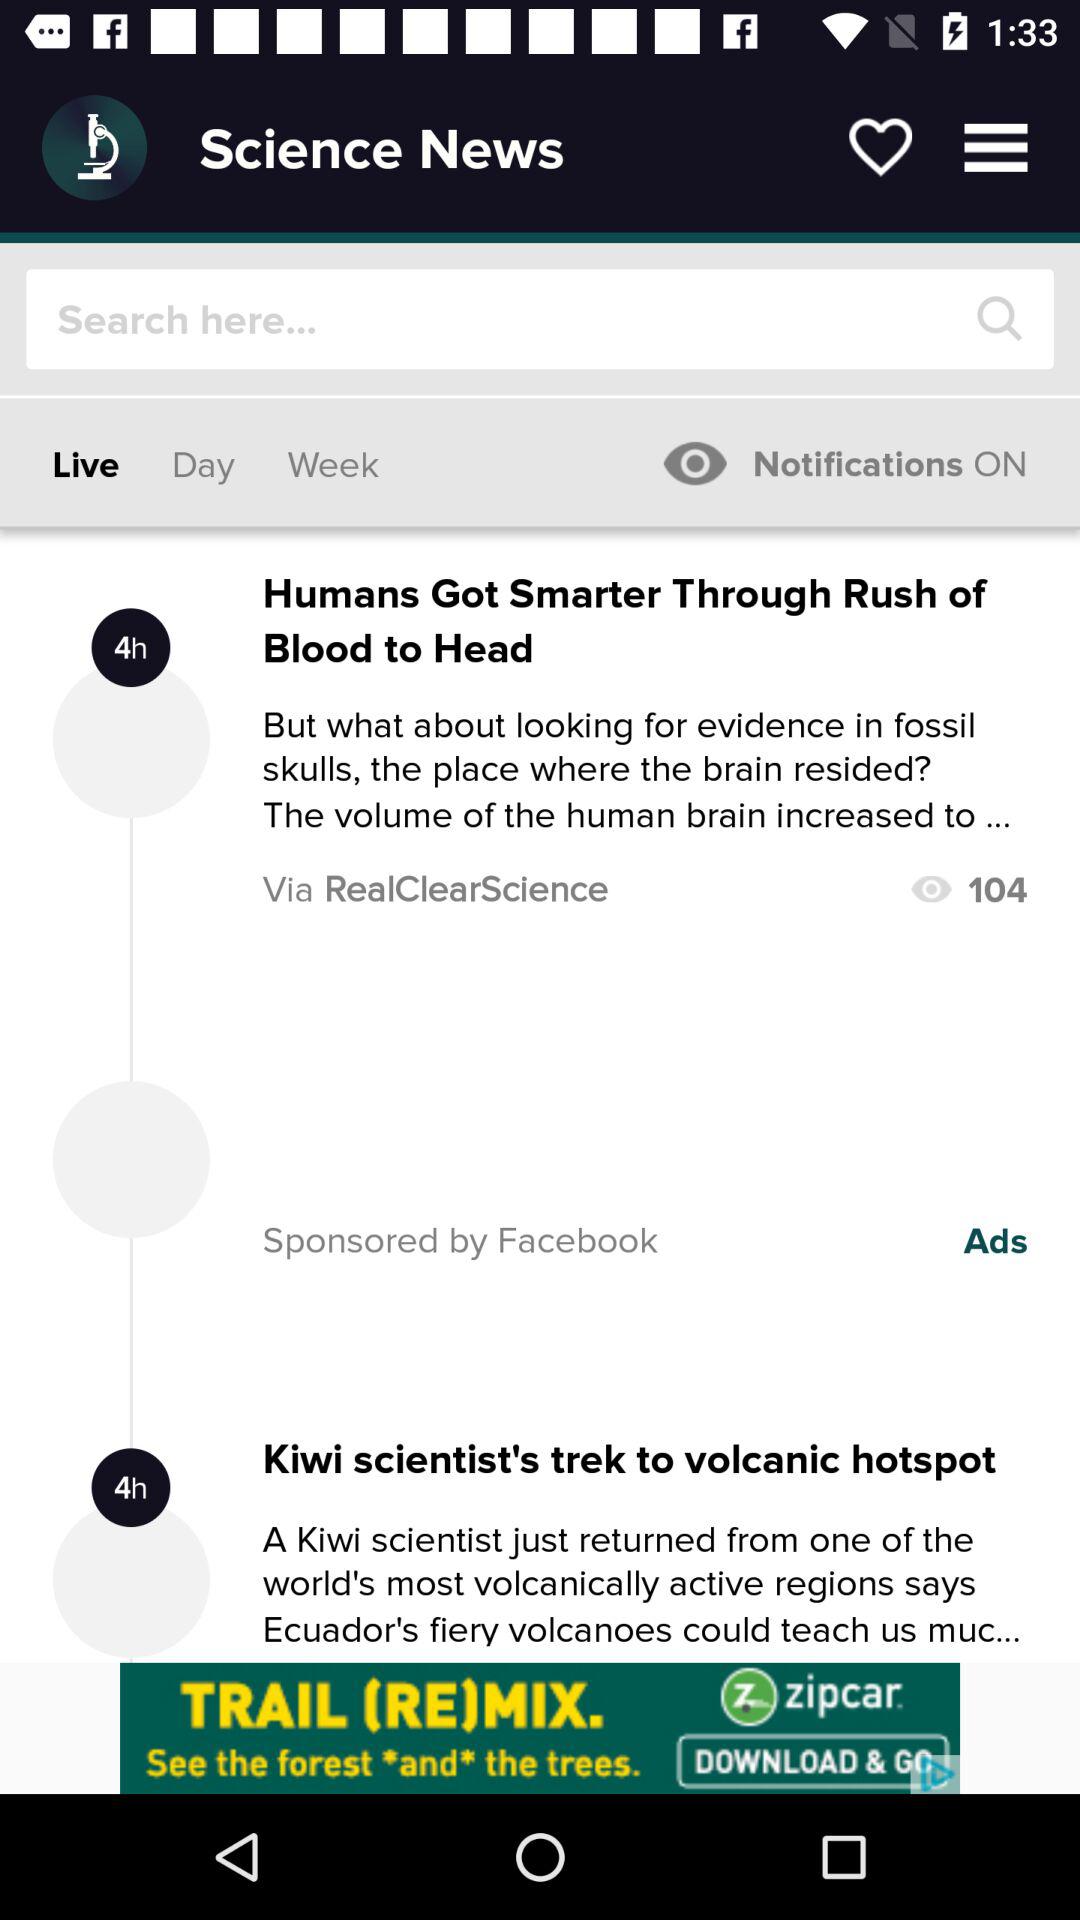 1:33
Science News
Search here...
Live Day Week Notifications ON
Humans Got Smarter Through Rush of
Blood to Head
4h
But what about looking for evidence in fossil
skulls, the place where the brain resided?
The volume of the human brain increased to ...
Via RealClearScience 104
Sponsored by Facebook Ads
Kiwi scientist's trek to volcanic hotspot
4h
A Kiwi scientist just returned from one of the
world's most volcanically active regions says
Ecuador's fiery volcanoes could teach us muc...
TRAIL (RE)MIX.
See the forest *and* the trees.
zipcar.
DOWNLOAD & GO